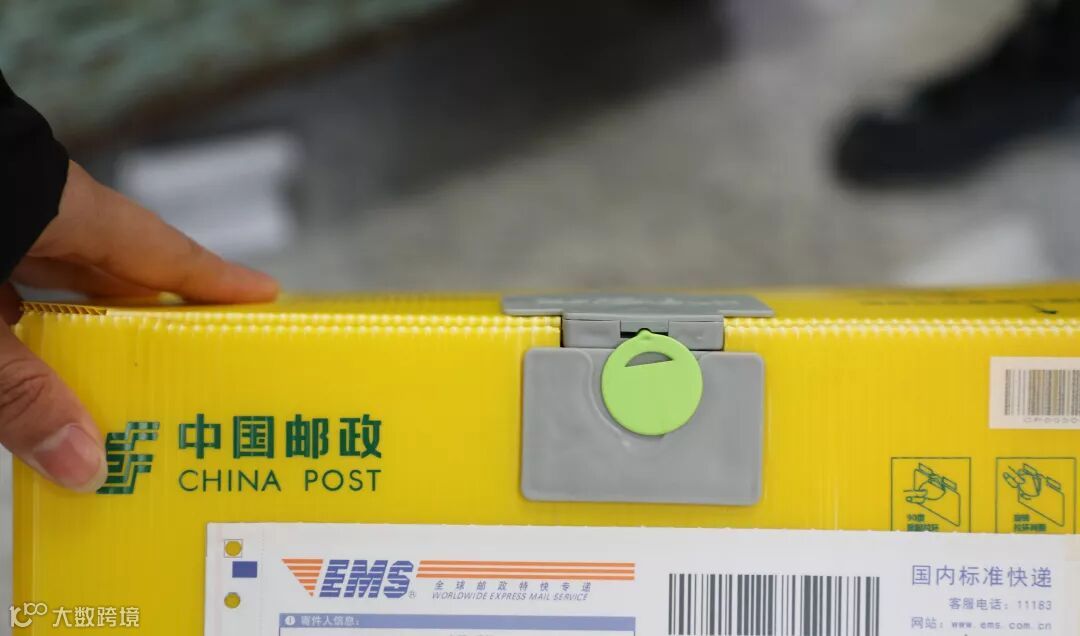 中国邮政
CHINA POST
EMS
全球邮政特快专递
WORLDWIDE EXPRESS MAIL SERVICE
国内标准快递
客服电话：11183
网站：www.ems.com.cn
寄件人信息：
大数跨境